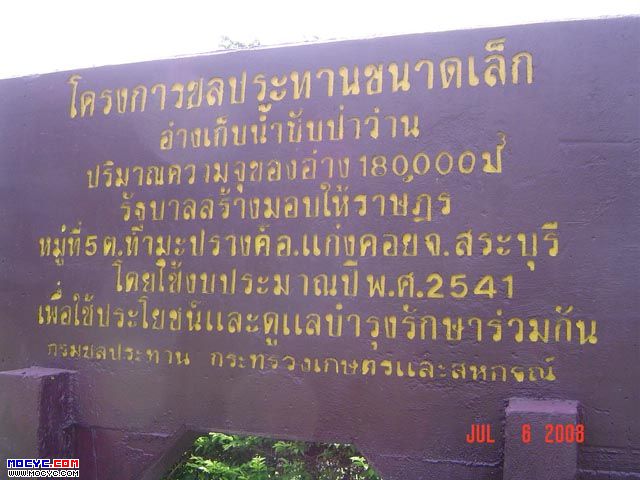 โครงการชลประทานขนาดเล็ก
อ่างเก็บน้ำซับป่าว่าน
ปริมาณความจุของอ่าง 180,000 ม³
รัฐบาลสร้างมอบให้ราษฎร
หมู่ที่ 5 ต.ท่ามะปรางค์ อ.แก่งคอย จ.สระบุรี
โดยใช้งบประมาณปี พ.ศ.2541
เพื่อใช้ประโยชน์และดูแลบำรุงรักษาร่วมกัน
กรมชลประทาน กระทรวงเกษตรและสหกรณ์
JUL 6 2008
MOCYC.COM
WWW.MOCYC.COM